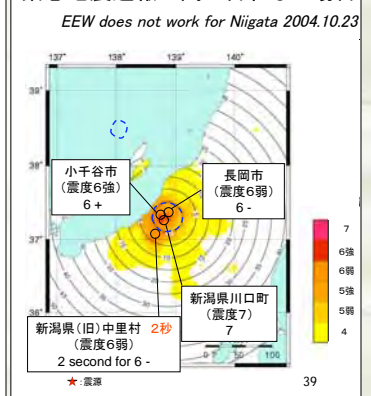 EEW does not work for Niigata 2004.10.23
137°
138°
139°
140°
39°
38°
37°
36°
小千谷市
(震度6強)
6 +
長岡市
(震度6弱)
6 -
新潟県川口町
(震度7)
7
新潟県(旧)中里村 2秒
(震度6弱)
2 second for 6 -
7
6強
6弱
5強
5弱
4
100
★:震源
39